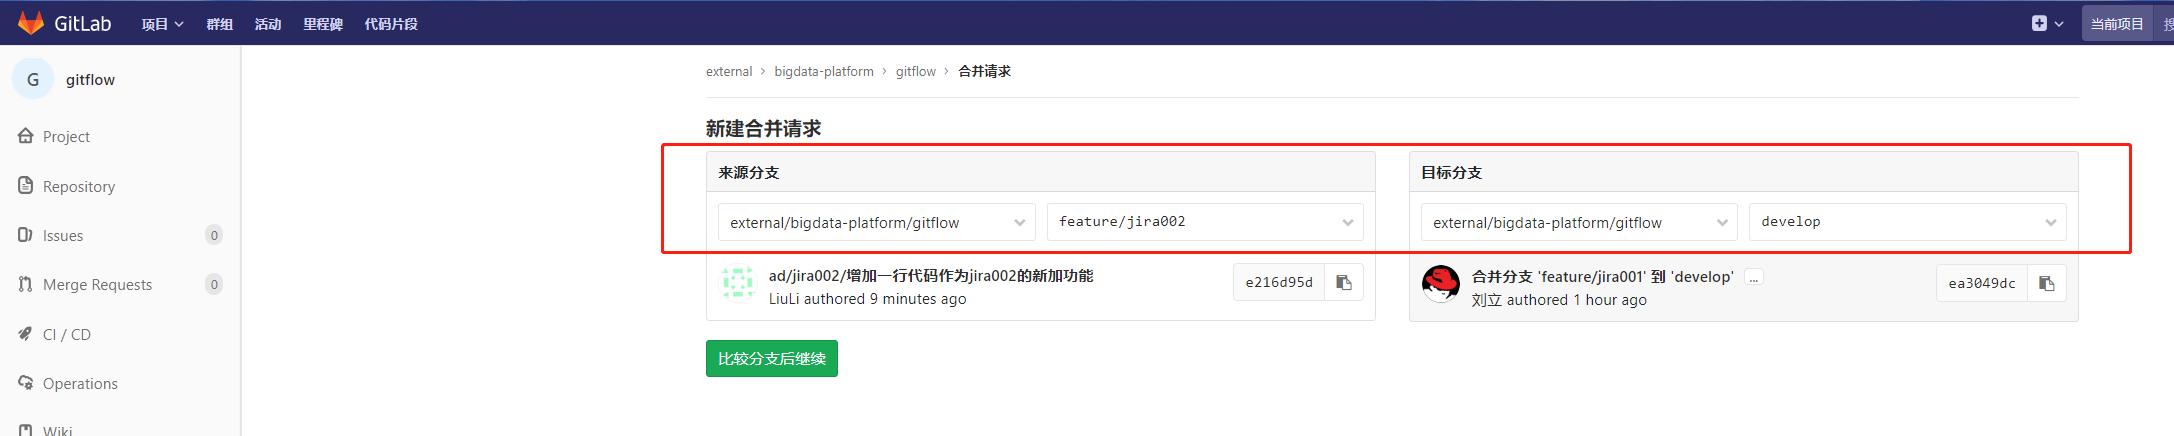 GitLab 项目 群组 活动 里程碑 代码片段 当前项目 搜
G gitflow
Project
Repository
Issues 0
Merge Requests 0
CI / CD
Operations
Wiki
external › bigdata-platform › gitflow › 合并请求
新建合并请求
来源分支
external/bigdata-platform/gitflow feature/jira002
ad/jira002/增加一行代码作为jira002的新加功能
LiuLi authored 9 minutes ago
e216d95d
目标分支
external/bigdata-platform/gitflow develop
合并分支 'feature/jira001' 到 'develop' ...
刘立 authored 1 hour ago
ea3049dc
比较分支后继续